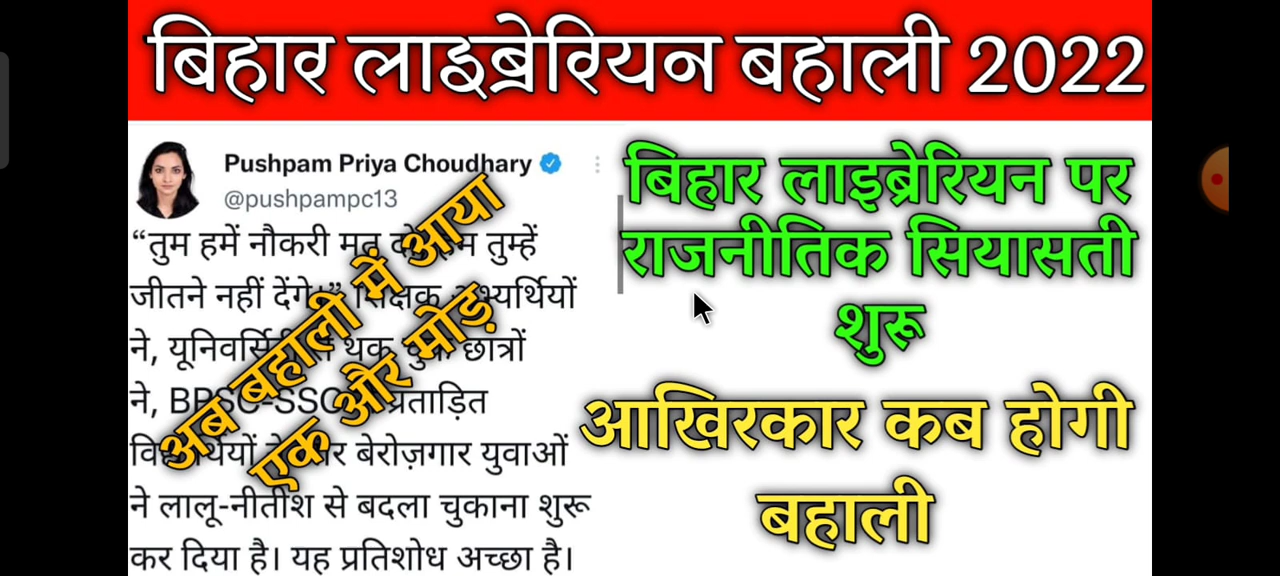 बिहार लाइब्रेरियन बहाली 2022
Pushpam Priya Choudhary
@pushpampc13
“तुम हमें नौकरी मत दो हम तुम्हें
जीतने नहीं देंगे।” शिक्षक अभ्यर्थियों
ने, यूनिवर्सिटी से थक चुके छात्रों
ने, BPSC-SSC से प्रताड़ित
विद्यार्थियों ने और बेरोज़गार युवाओं
ने लालू-नीतीश से बदला चुकाना शुरू
कर दिया है। यह प्रतिशोध अच्छा है।
अब बहाली में आया
एक और मोड़
बिहार लाइब्रेरियन पर
राजनीतिक सियासती
शुरू
आखिरकार कब होगी
बहाली